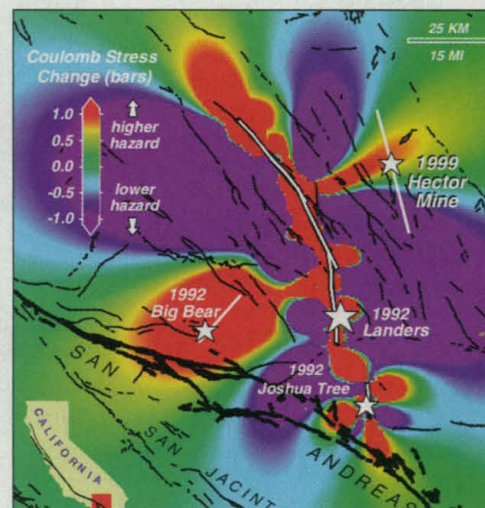 Coulomb Stress
Change (bars)
1.0
0.5
0.0
-0.5
-1.0
higher
hazard
lower
hazard
25 KM
15 MI
1999
Hector
Mine
1992
Big Bear
1992
Landers
1992
Joshua Tree
SAN
ANDREAS
SAN JACINT
CALIFORNIA